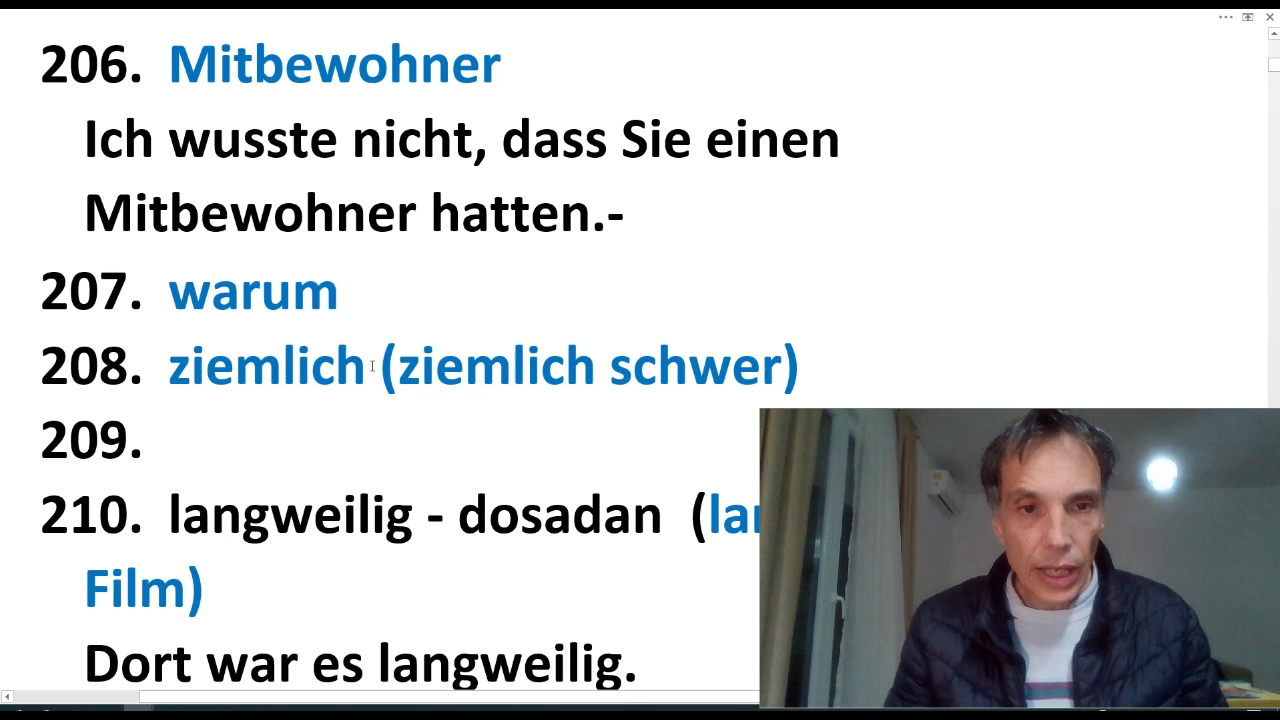 206. Mitbewohner
Ich wusste nicht, dass Sie einen
Mitbewohner hatten.-
207. warum
208. ziemlich (ziemlich schwer)
209.
210. langweilig - dosadan (
Film)
Dort war es langweilig.